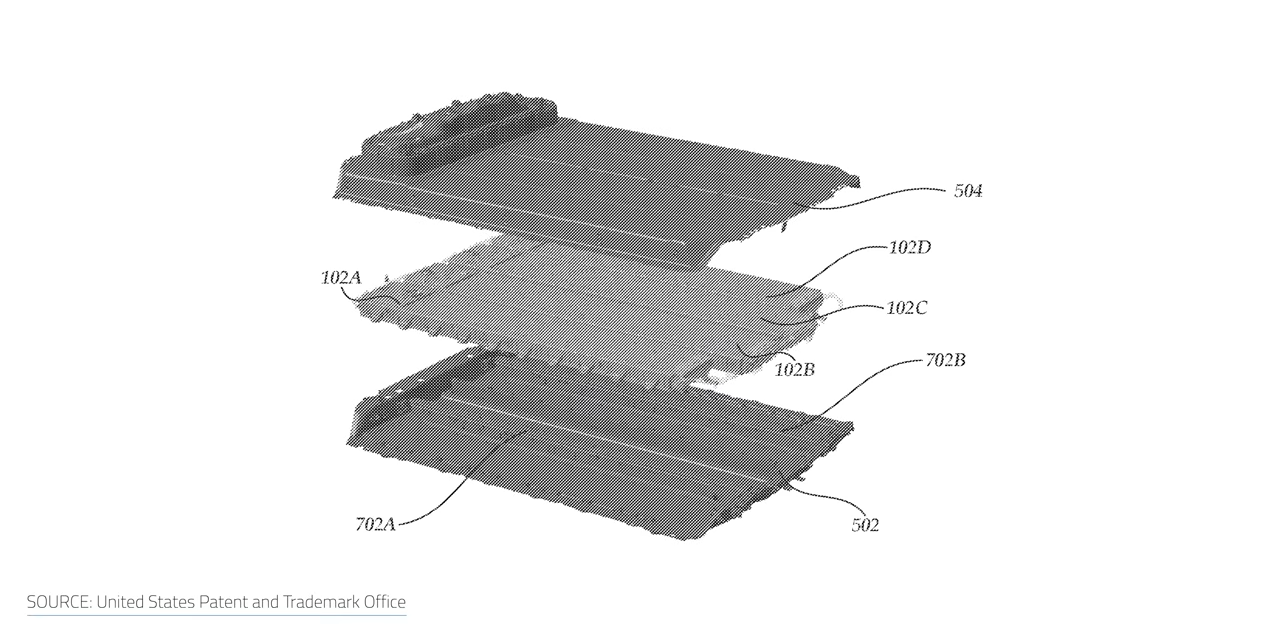 504
102D
102A
102C
702B
102B
702A
502
SOURCE: United States Patent and Trademark Office